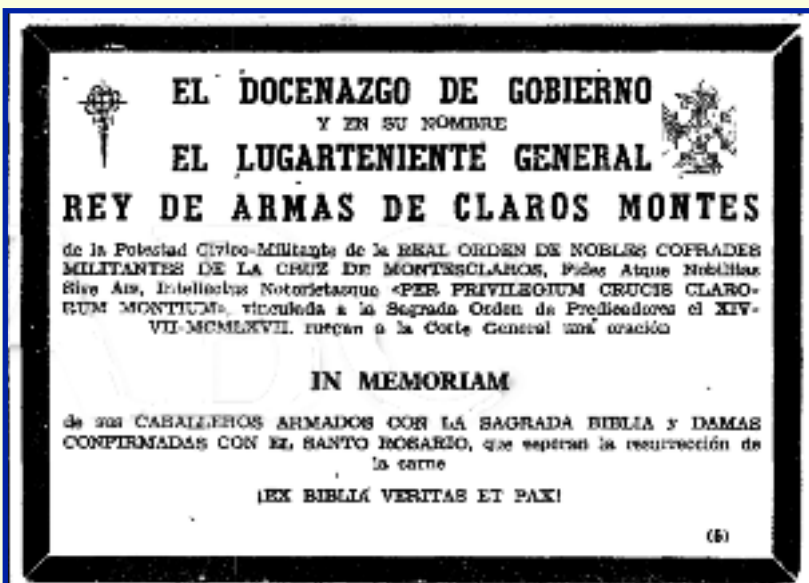 EL DOCENAZGO DE GOBIERNO
Y EN SU NOMBRE
EL LUGARTENIENTE GENERAL
REY DE ARMAS DE CLAROS MONTES
de la Potestad Cívico-Militante de la REAL ORDEN DE NOBLES COFRADES
MILITANTES DE LA CRUZ DE MONTESCLAROS, Fides Atque Nobilitas
Sive Ars, Intellectus Notorietasque «PER PRIVILEGIUM CRUCIS CLARO-
RUM MONTIUM», vinculada a la Sagrada Orden de Predicadores el XIV-
VII-MCMLXVII, ruegan a la Corte General una oración
IN MEMORIAM
de sus CABALLEROS ARMADOS CON LA SAGRADA BIBLIA y DAMAS
CONFIRMADAS CON EL SANTO ROSARIO, que esperan la resurrección de
la carne
¡EX BIBLIA VERITAS ET PAX!
(5)
ABC